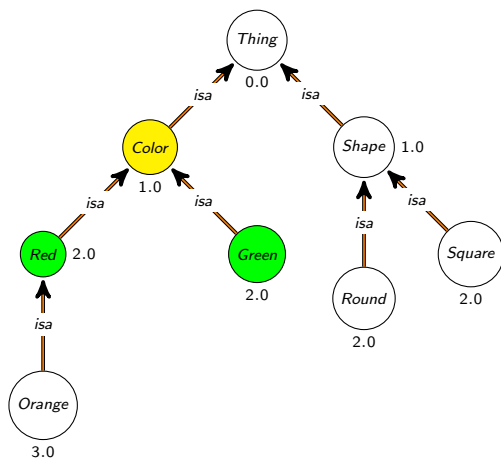 Thing
0.0
isa
isa
Color
1.0
Shape
1.0
isa
isa
isa
isa
Red
2.0
Green
2.0
Round
2.0
Square
2.0
isa
Orange
3.0